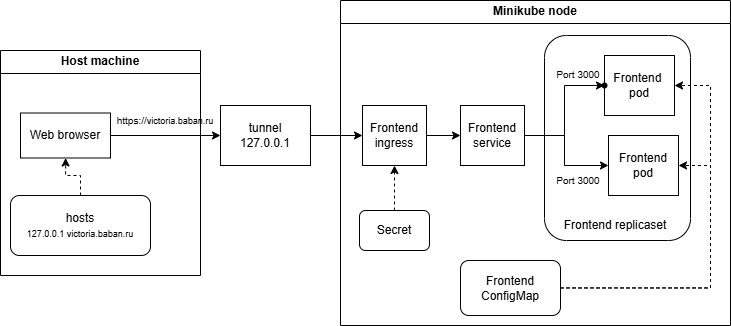 Minikube node
Host machine
Web browser
https://victoria.baban.ru
tunnel
127.0.0.1
Frontend
ingress
Frontend
service
Port 3000
Frontend
pod
Frontend
pod
Port 3000
hosts
127.0.0.1 victoria.baban.ru
Secret
Frontend replicaset
Frontend
ConfigMap